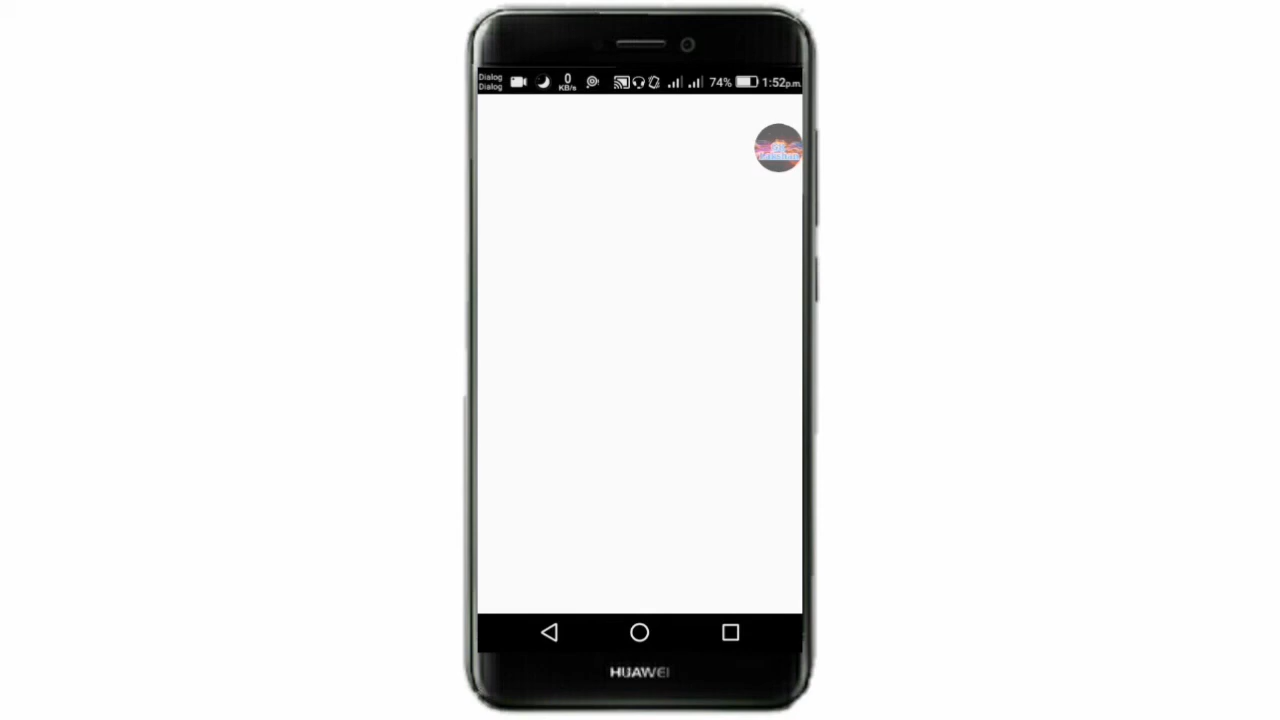 Dialog
Dialog
0
KB/s
74%
1:52p.m.
HUAWEI